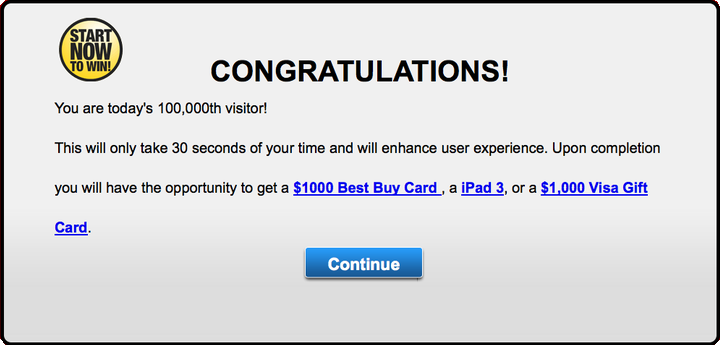 START
NOW
TO WIN!
CONGRATULATIONS!
You are today's 100,000th visitor!
This will only take 30 seconds of your time and will enhance user experience. Upon completion
you will have the opportunity to get a $1000 Best Buy Card , a iPad 3, or a $1,000 Visa Gift
Card.
Continue